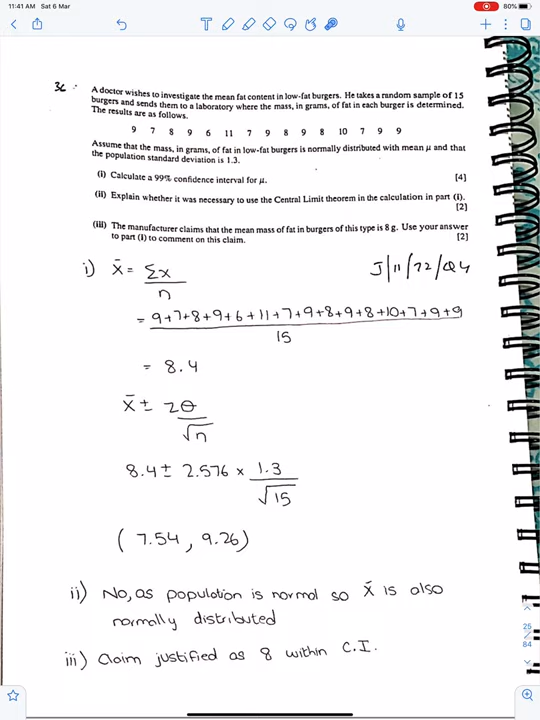 11:41 AM Sat 6 Mar
80%
36
A doctor wishes to investigate the mean fat content in low-fat burgers. He takes a random sample of 15
burgers and sends them to a laboratory where the mass, in grams, of fat in each burger is determined.
The results are as follows.
9 7 8 9 6 11 7 9 8 9 8 10 7 9 9
Assume that the mass, in grams, of fat in low-fat burgers is normally distributed with mean μ and that
the population standard deviation is 1.3.
(i) Calculate a 99% confidence interval for μ. [4]
(ii) Explain whether it was necessary to use the Central Limit theorem in the calculation in part (i).
[2]
(iii) The manufacturer claims that the mean mass of fat in burgers of this type is 8 g. Use your answer
to part (i) to comment on this claim. [2]
i) x̄ = Σx
n
J/11/72/Q4
= 9+7+8+9+6+11+7+9+8+9+8+10+7+9+9
15
= 8.4
x̄ ± zσ
√n
8.4 ± 2.576 × 1.3
√15
(7.54, 9.26)
ii) No, as population is normal so x̄ is also
normally distributed
iii) Claim justified as 8 within C.I.
25
84